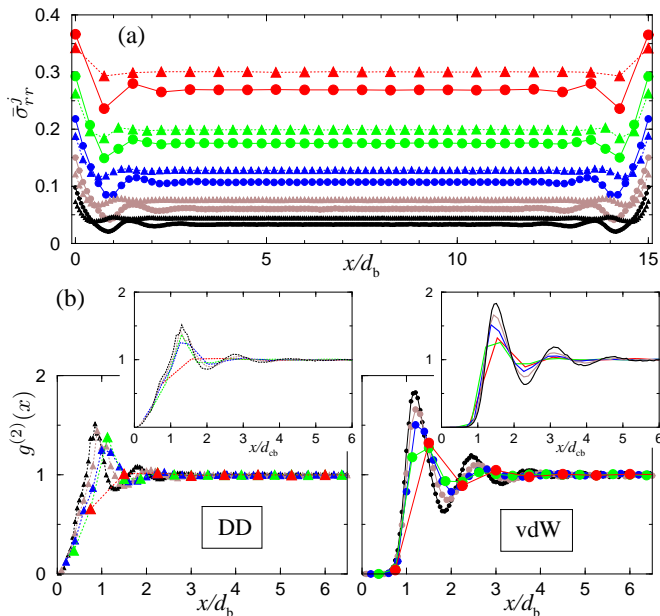 (a)
σ̄ʲᵣᵣ
0.4
0.3
0.2
0.1
0
0 5 10 15
x/d_b
(b)
2
1
0 1 2 3 4 5 6
x/d_cb
2
1
0 1 2 3 4 5 6
x/d_cb
g⁽²⁾(x)
2
1
0
0 1 2 3 4 5 6
x/d_b
DD
0 1 2 3 4 5 6
x/d_b
vdW